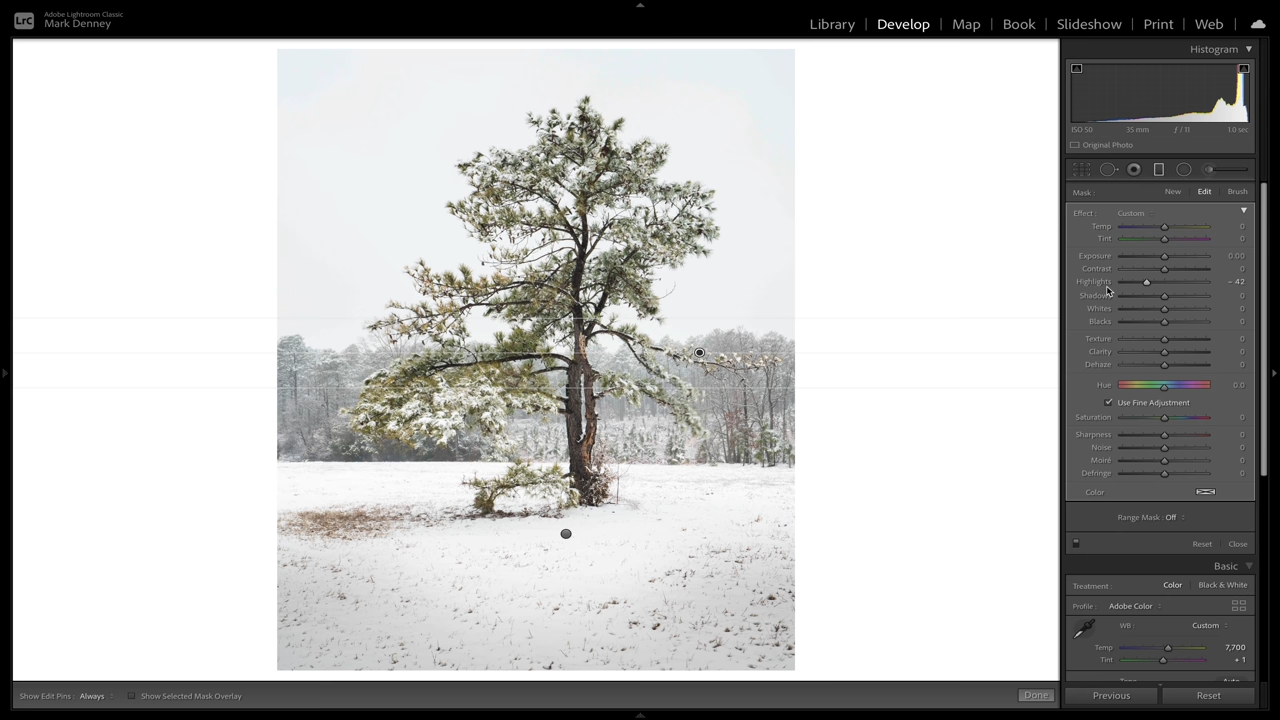 LrC
Adobe Lightroom Classic
Mark Denney
Library | Develop | Map | Book | Slideshow | Print | Web
Histogram
ISO 50 35 mm ƒ / 11 1.0 sec
Original Photo
Mask : New Edit Brush
Effect : Custom
Temp 0
Tint 0
Exposure 0.00
Contrast 0
Highlights – 42
Shadows 0
Whites 0
Blacks 0
Texture 0
Clarity 0
Dehaze 0
Hue 0.0
Use Fine Adjustment
Saturation 0
Sharpness 0
Noise 0
Moiré 0
Defringe 0
Color
Range Mask : Off
Reset Close
Basic
Treatment : Color Black & White
Profile : Adobe Color
WB : Custom
Temp 7,700
Tint + 1
Show Edit Pins : Always Show Selected Mask Overlay Done Previous Reset